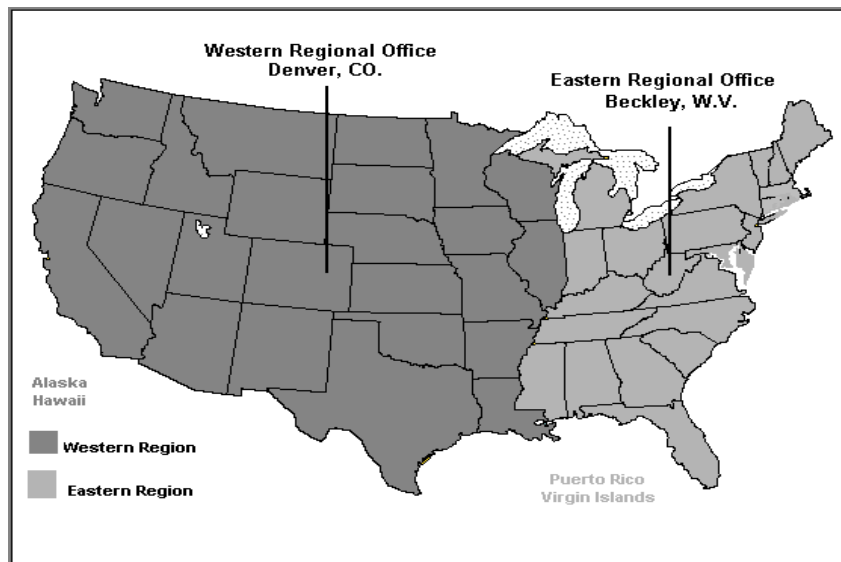 Western Regional Office
Denver, CO.
Eastern Regional Office
Beckley, W.V.
Alaska
Hawaii
Western Region
Eastern Region
Puerto Rico
Virgin Islands